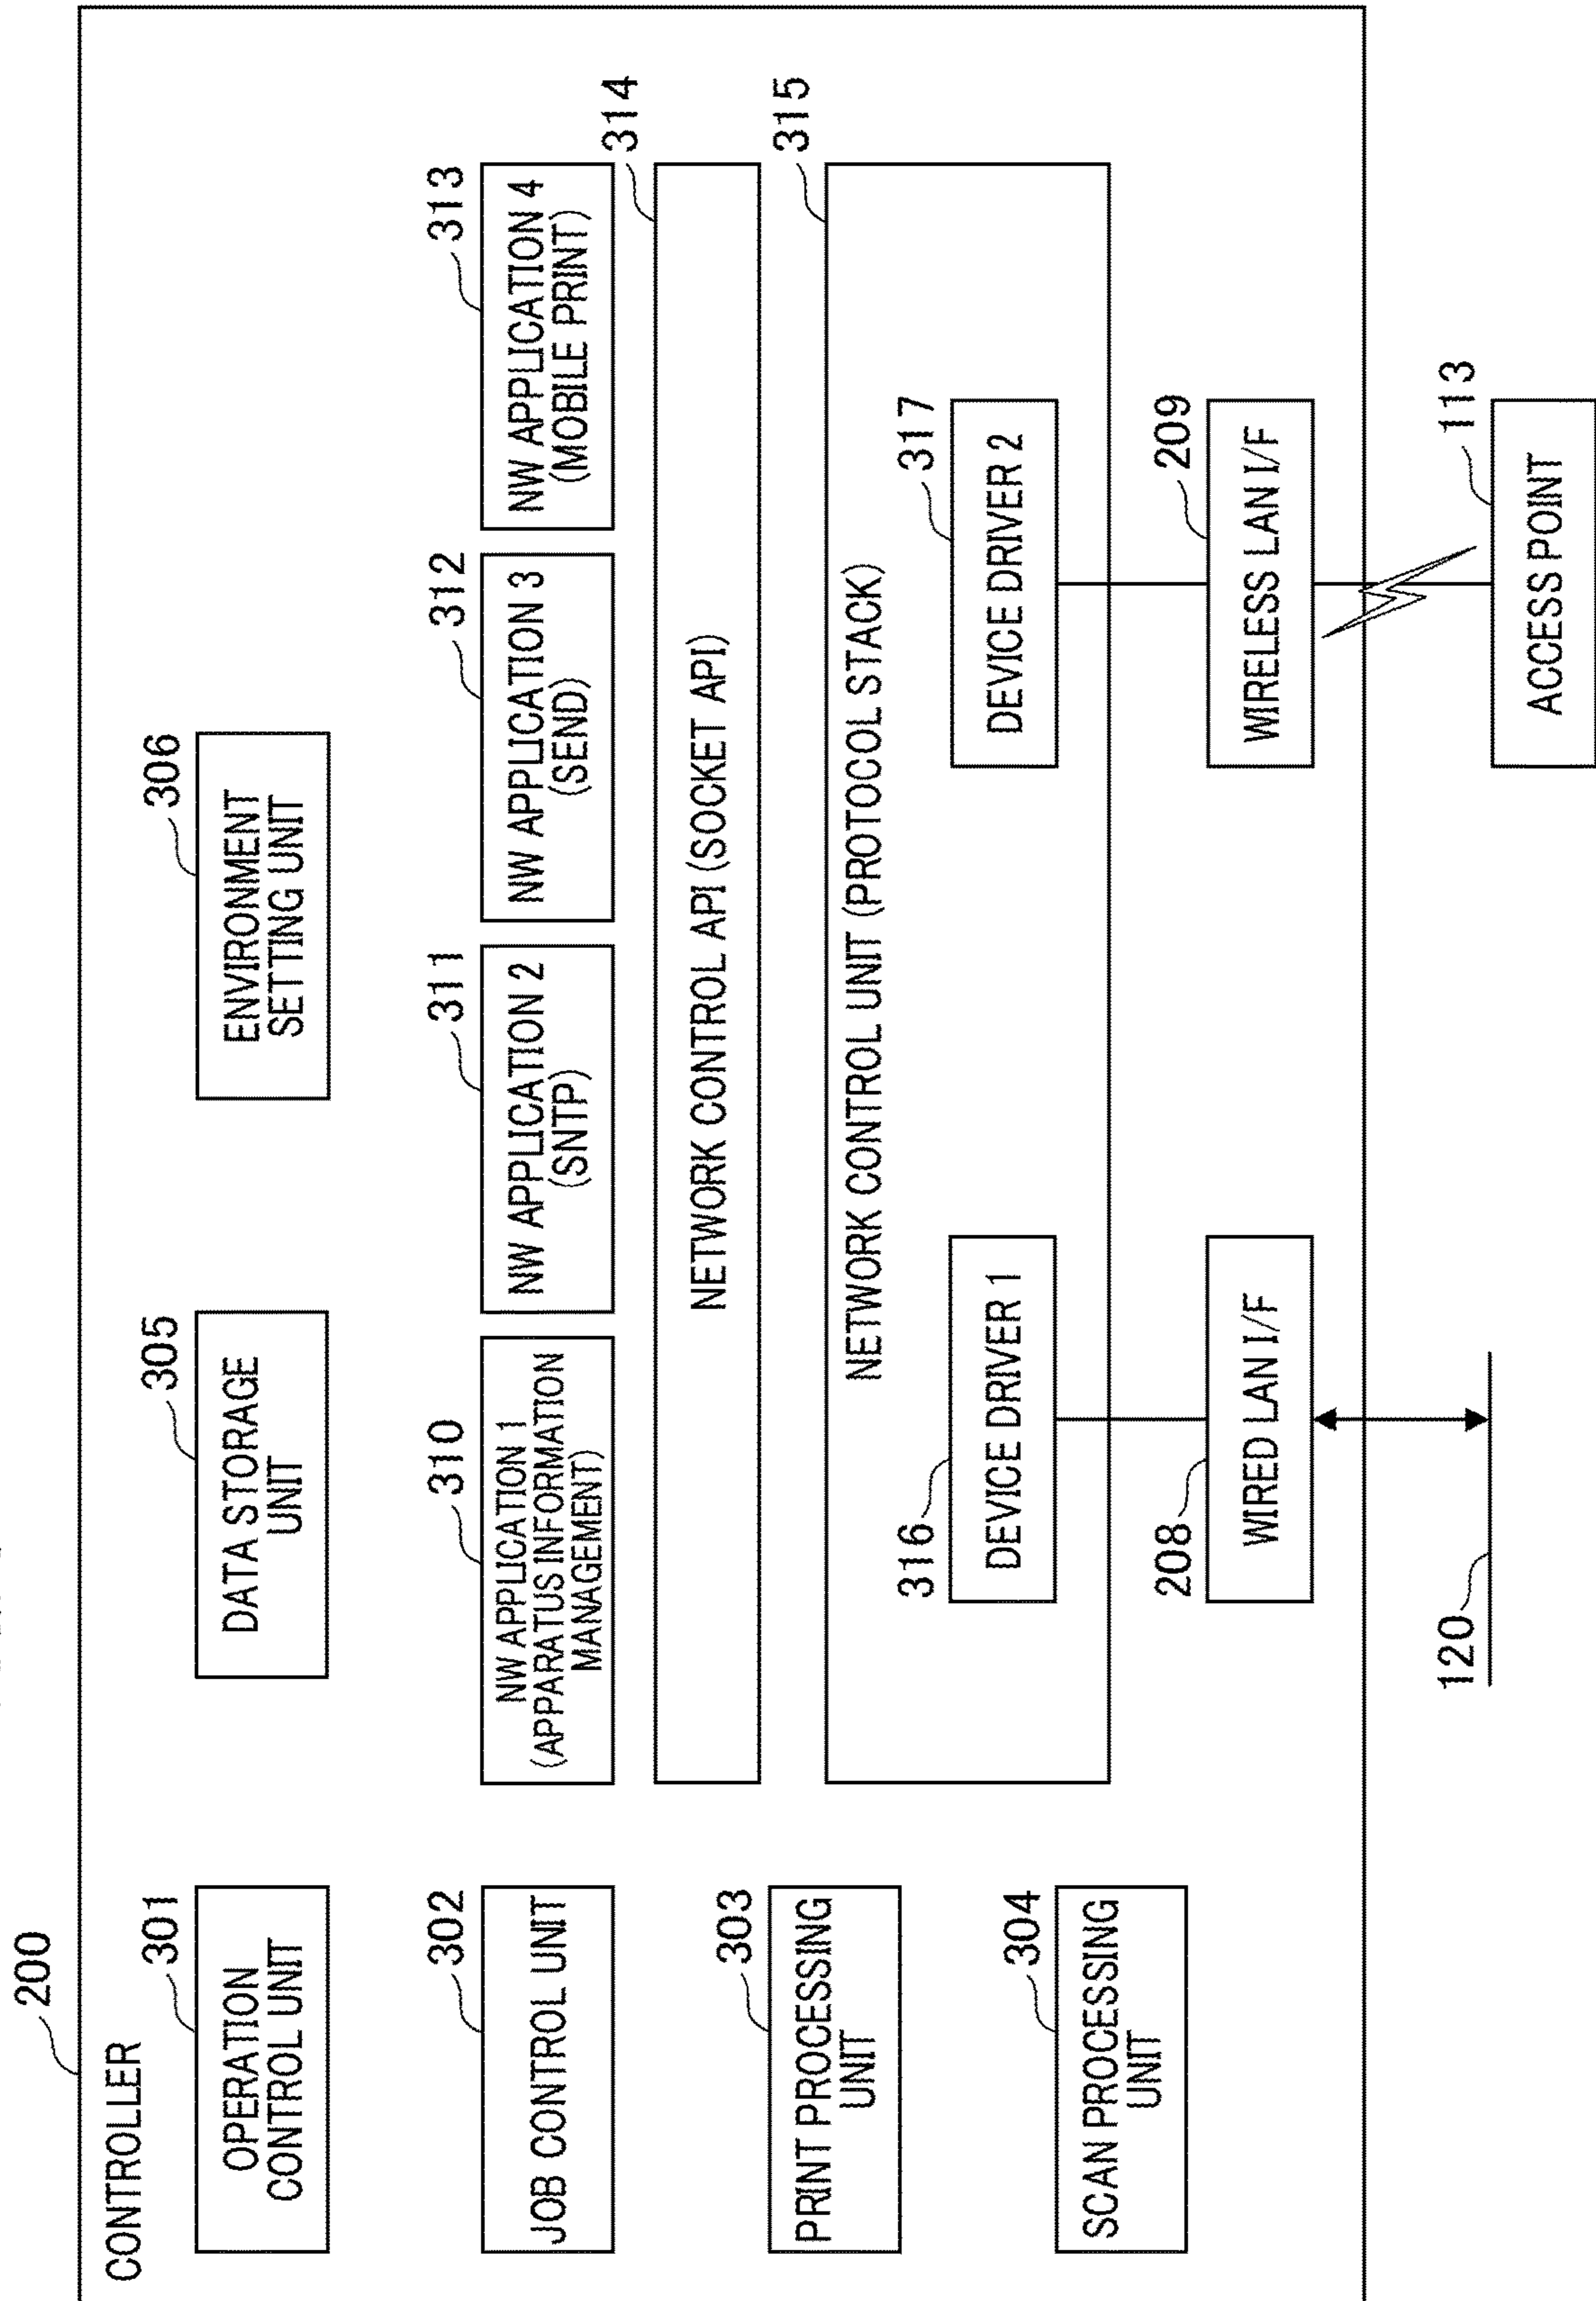 200
CONTROLLER
301
OPERATION
CONTROL UNIT
305
DATA STORAGE
UNIT
306
ENVIRONMENT
SETTING UNIT
302
JOB CONTROL UNIT
310
NW APPLICATION 1
(APPARATUS INFORMATION
MANAGEMENT)
311
NW APPLICATION 2
(SNTP)
312
NW APPLICATION 3
(SEND)
313
NW APPLICATION 4
(MOBILE PRINT)
314
NETWORK CONTROL API (SOCKET API)
303
PRINT PROCESSING
UNIT
315
NETWORK CONTROL UNIT (PROTOCOL STACK)
316
DEVICE DRIVER 1
317
DEVICE DRIVER 2
304
SCAN PROCESSING
UNIT
208
WIRED LAN I/F
209
WIRELESS LAN I/F
120
113
ACCESS POINT